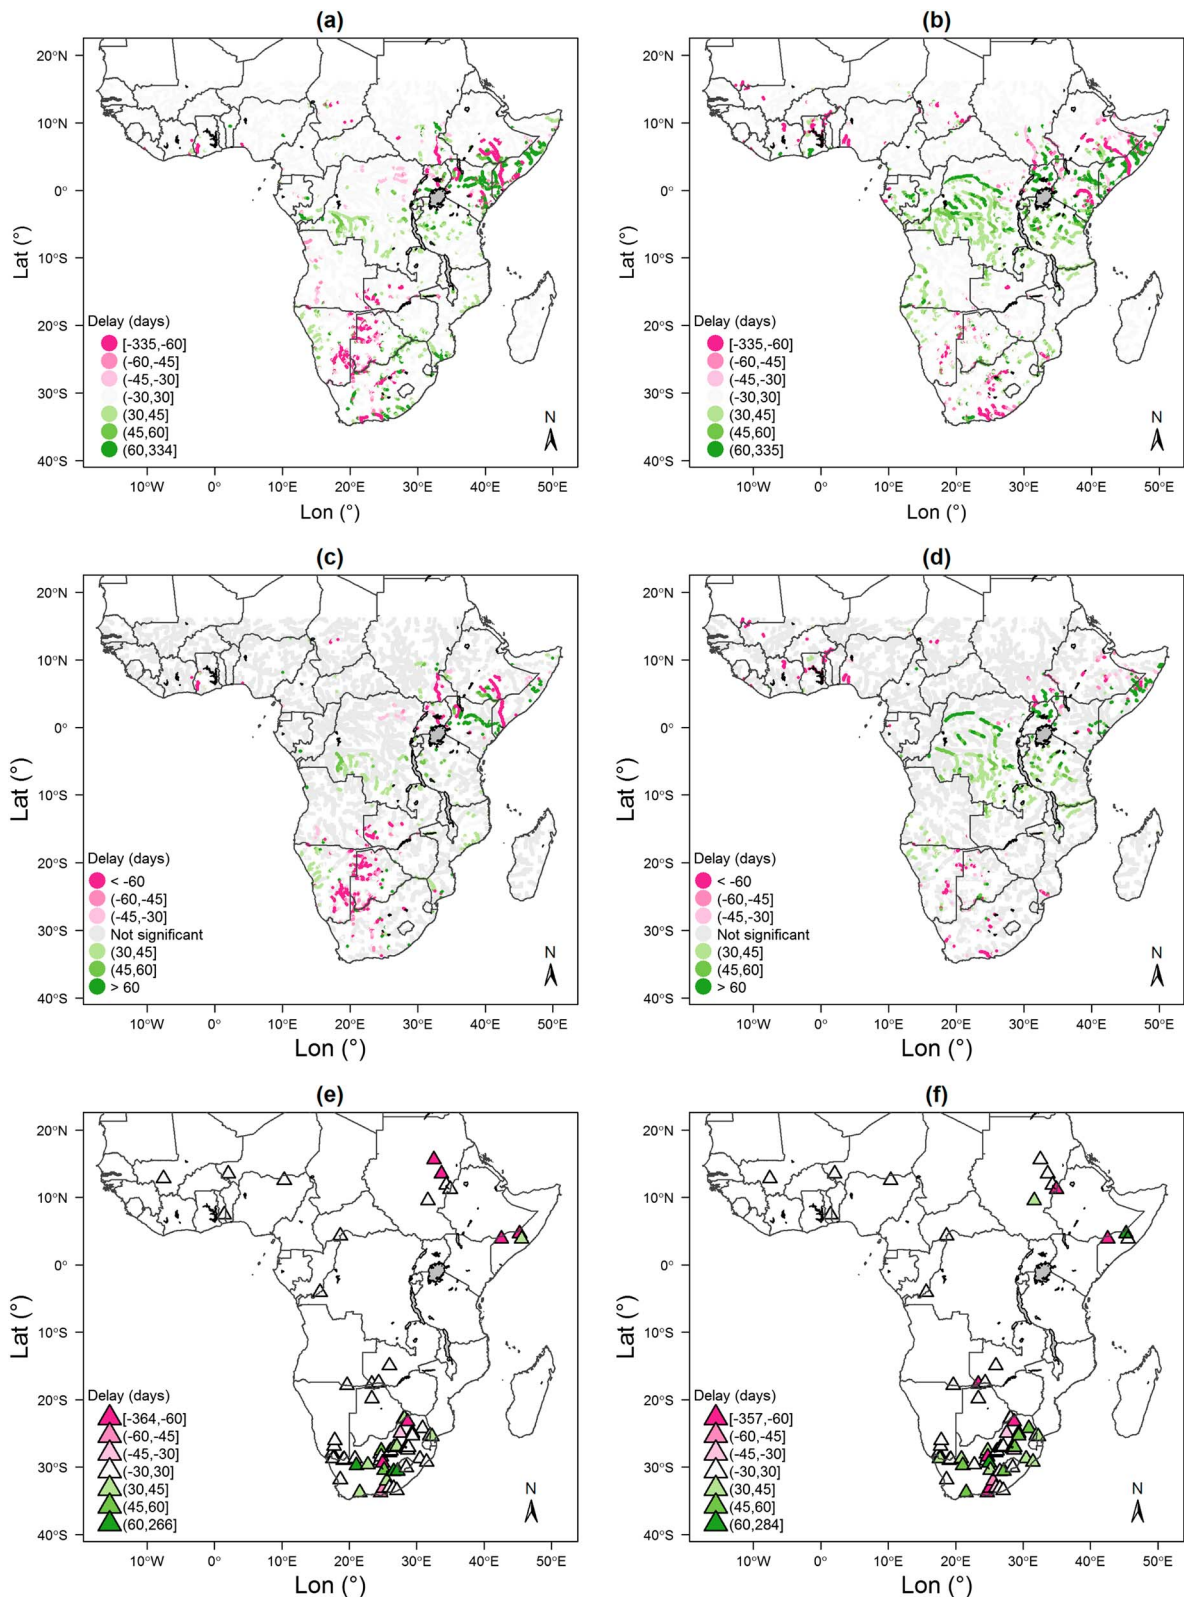 (a)
20°N
10°N
0°
10°S
20°S
30°S
40°S
Lat (°)
Delay (days)
[-335,-60]
(-60,-45]
(-45,-30]
(-30,30]
(30,45]
(45,60]
(60,334]
N
10°W 0° 10°E 20°E 30°E 40°E 50°E
Lon (°)
(b)
20°N
10°N
0°
10°S
20°S
30°S
40°S
Lat (°)
Delay (days)
[-335,-60]
(-60,-45]
(-45,-30]
(-30,30]
(30,45]
(45,60]
(60,335]
N
10°W 0° 10°E 20°E 30°E 40°E 50°E
Lon (°)
(c)
20°N
10°N
0°
10°S
20°S
30°S
40°S
Lat (°)
Delay (days)
< -60
(-60,-45]
(-45,-30]
Not significant
(30,45]
(45,60]
> 60
N
10°W 0° 10°E 20°E 30°E 40°E 50°E
Lon (°)
(d)
20°N
10°N
0°
10°S
20°S
30°S
40°S
Lat (°)
Delay (days)
< -60
(-60,-45]
(-45,-30]
Not significant
(30,45]
(45,60]
> 60
N
10°W 0° 10°E 20°E 30°E 40°E 50°E
Lon (°)
(e)
20°N
10°N
0°
10°S
20°S
30°S
40°S
Lat (°)
Delay (days)
[-364,-60]
(-60,-45]
(-45,-30]
(-30,30]
(30,45]
(45,60]
(60,266]
N
10°W 0° 10°E 20°E 30°E 40°E 50°E
Lon (°)
(f)
20°N
10°N
0°
10°S
20°S
30°S
40°S
Lat (°)
Delay (days)
[-357,-60]
(-60,-45]
(-45,-30]
(-30,30]
(30,45]
(45,60]
(60,284]
N
10°W 0° 10°E 20°E 30°E 40°E 50°E
Lon (°)